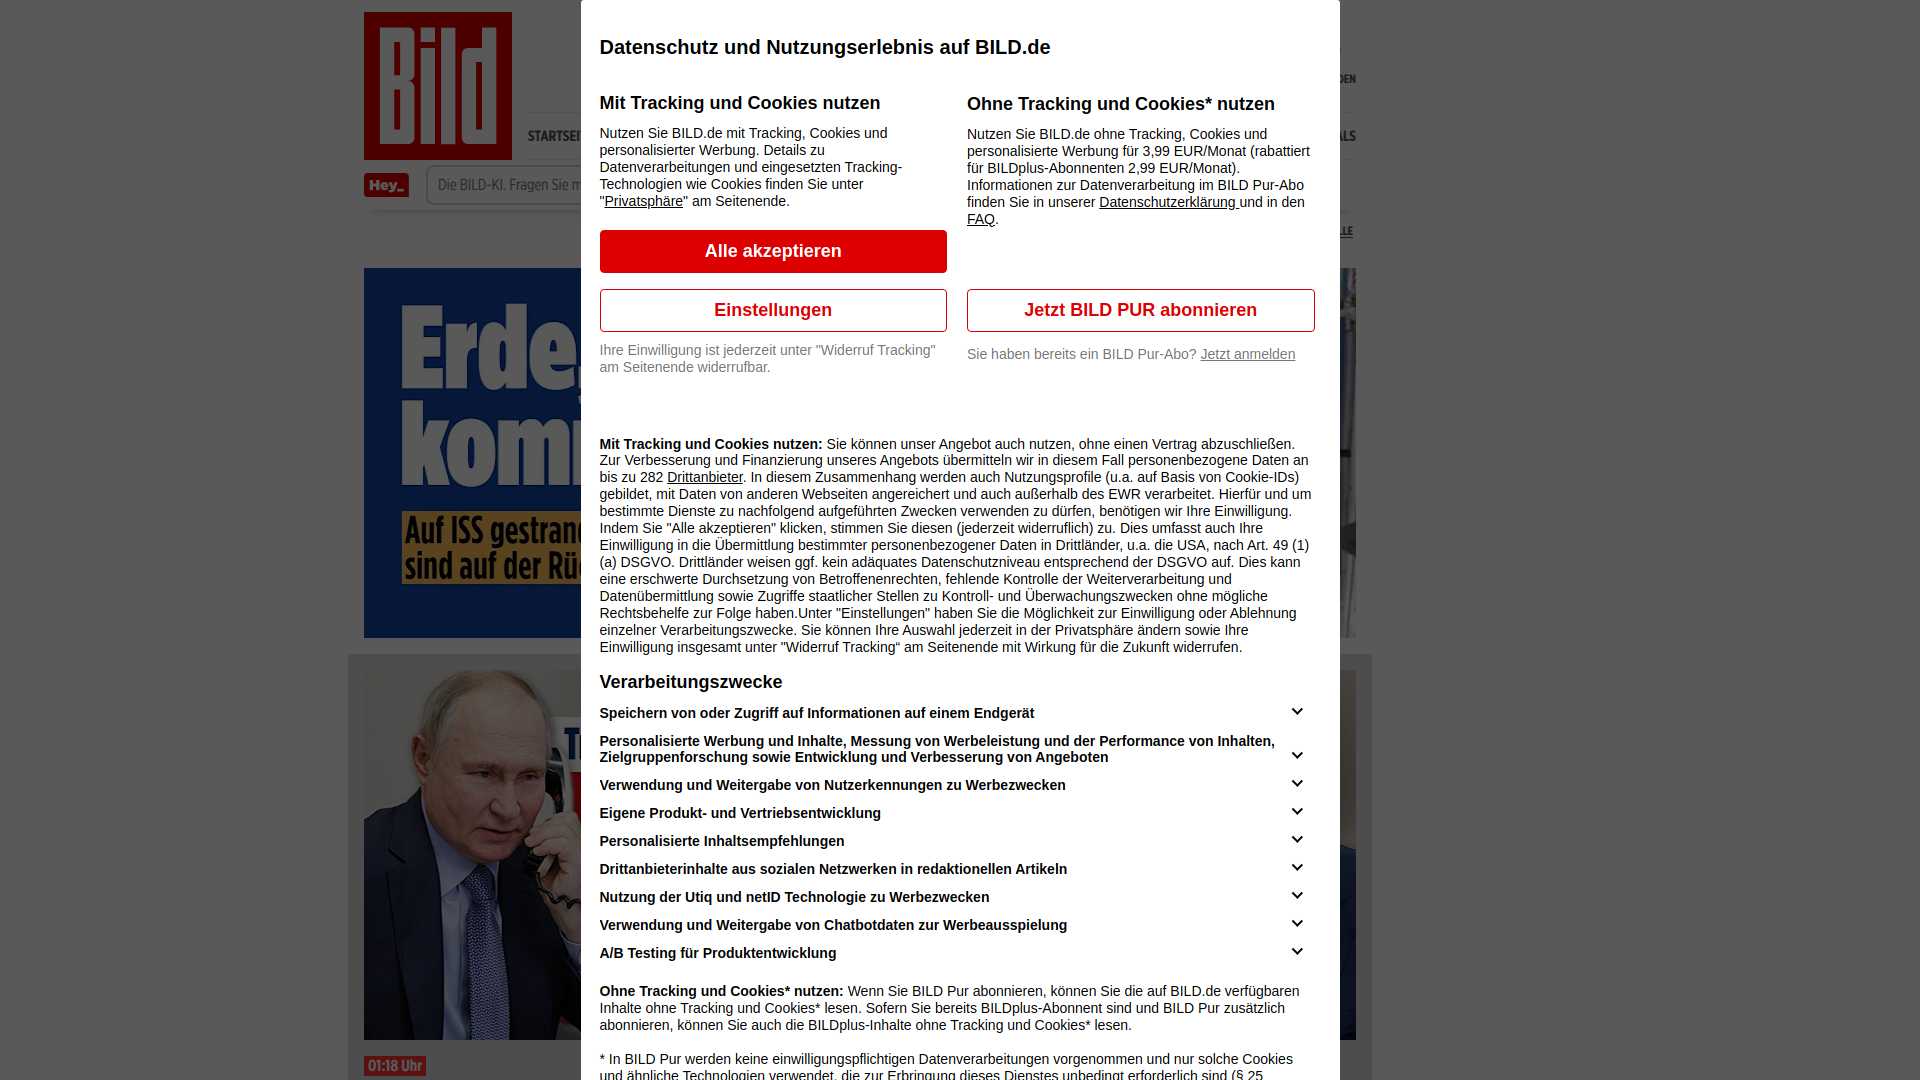 Bild
DEN
STARTSEI
ALS
Hey_
Die BILD-KI. Fragen Sie m
LLE
Erde,
kom
Auf ISS gestran
sind auf der Rü
T
01:18 Uhr
Datenschutz und Nutzungserlebnis auf BILD.de
Mit Tracking und Cookies nutzen
Nutzen Sie BILD.de mit Tracking, Cookies und
personalisierter Werbung. Details zu
Datenverarbeitungen und eingesetzten Tracking-
Technologien wie Cookies finden Sie unter
"Privatsphäre" am Seitenende.
Alle akzeptieren
Einstellungen
Ihre Einwilligung ist jederzeit unter "Widerruf Tracking"
am Seitenende widerrufbar.
Ohne Tracking und Cookies* nutzen
Nutzen Sie BILD.de ohne Tracking, Cookies und
personalisierte Werbung für 3,99 EUR/Monat (rabattiert
für BILDplus-Abonnenten 2,99 EUR/Monat).
Informationen zur Datenverarbeitung im BILD Pur-Abo
finden Sie in unserer Datenschutzerklärung und in den
FAQ.
Jetzt BILD PUR abonnieren
Sie haben bereits ein BILD Pur-Abo? Jetzt anmelden
Mit Tracking und Cookies nutzen: Sie können unser Angebot auch nutzen, ohne einen Vertrag abzuschließen.
Zur Verbesserung und Finanzierung unseres Angebots übermitteln wir in diesem Fall personenbezogene Daten an
bis zu 282 Drittanbieter. In diesem Zusammenhang werden auch Nutzungsprofile (u.a. auf Basis von Cookie-IDs)
gebildet, mit Daten von anderen Webseiten angereichert und auch außerhalb des EWR verarbeitet. Hierfür und um
bestimmte Dienste zu nachfolgend aufgeführten Zwecken verwenden zu dürfen, benötigen wir Ihre Einwilligung.
Indem Sie "Alle akzeptieren" klicken, stimmen Sie diesen (jederzeit widerruflich) zu. Dies umfasst auch Ihre
Einwilligung in die Übermittlung bestimmter personenbezogener Daten in Drittländer, u.a. die USA, nach Art. 49 (1)
(a) DSGVO. Drittländer weisen ggf. kein adäquates Datenschutzniveau entsprechend der DSGVO auf. Dies kann
eine erschwerte Durchsetzung von Betroffenenrechten, fehlende Kontrolle der Weiterverarbeitung und
Datenübermittlung sowie Zugriffe staatlicher Stellen zu Kontroll- und Überwachungszwecken ohne mögliche
Rechtsbehelfe zur Folge haben.Unter "Einstellungen" haben Sie die Möglichkeit zur Einwilligung oder Ablehnung
einzelner Verarbeitungszwecke. Sie können Ihre Auswahl jederzeit in der Privatsphäre ändern sowie Ihre
Einwilligung insgesamt unter "Widerruf Tracking“ am Seitenende mit Wirkung für die Zukunft widerrufen.
Verarbeitungszwecke
Speichern von oder Zugriff auf Informationen auf einem Endgerät
Personalisierte Werbung und Inhalte, Messung von Werbeleistung und der Performance von Inhalten,
Zielgruppenforschung sowie Entwicklung und Verbesserung von Angeboten
Verwendung und Weitergabe von Nutzerkennungen zu Werbezwecken
Eigene Produkt- und Vertriebsentwicklung
Personalisierte Inhaltsempfehlungen
Drittanbieterinhalte aus sozialen Netzwerken in redaktionellen Artikeln
Nutzung der Utiq und netID Technologie zu Werbezwecken
Verwendung und Weitergabe von Chatbotdaten zur Werbeausspielung
A/B Testing für Produktentwicklung
Ohne Tracking und Cookies* nutzen: Wenn Sie BILD Pur abonnieren, können Sie die auf BILD.de verfügbaren
Inhalte ohne Tracking und Cookies* lesen. Sofern Sie bereits BILDplus-Abonnent sind und BILD Pur zusätzlich
abonnieren, können Sie auch die BILDplus-Inhalte ohne Tracking und Cookies* lesen.
* In BILD Pur werden keine einwilligungspflichtigen Datenverarbeitungen vorgenommen und nur solche Cookies
und ähnliche Technologien verwendet, die zur Erbringung dieses Dienstes unbedingt erforderlich sind (§ 25